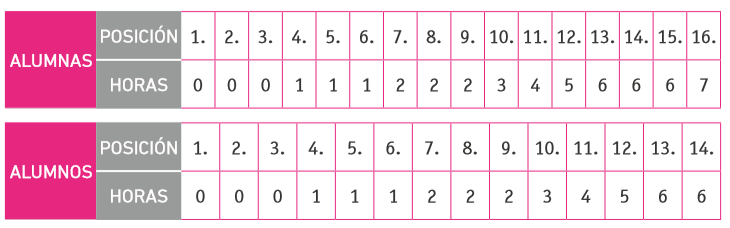 ALUMNAS
POSICIÓN 1. 2. 3. 4. 5. 6. 7. 8. 9. 10. 11. 12. 13. 14. 15. 16.
HORAS 0 0 0 1 1 1 2 2 2 3 4 5 6 6 6 7
ALUMNOS
POSICIÓN 1. 2. 3. 4. 5. 6. 7. 8. 9. 10. 11. 12. 13. 14.
HORAS 0 0 0 1 1 1 2 2 2 3 4 5 6 6